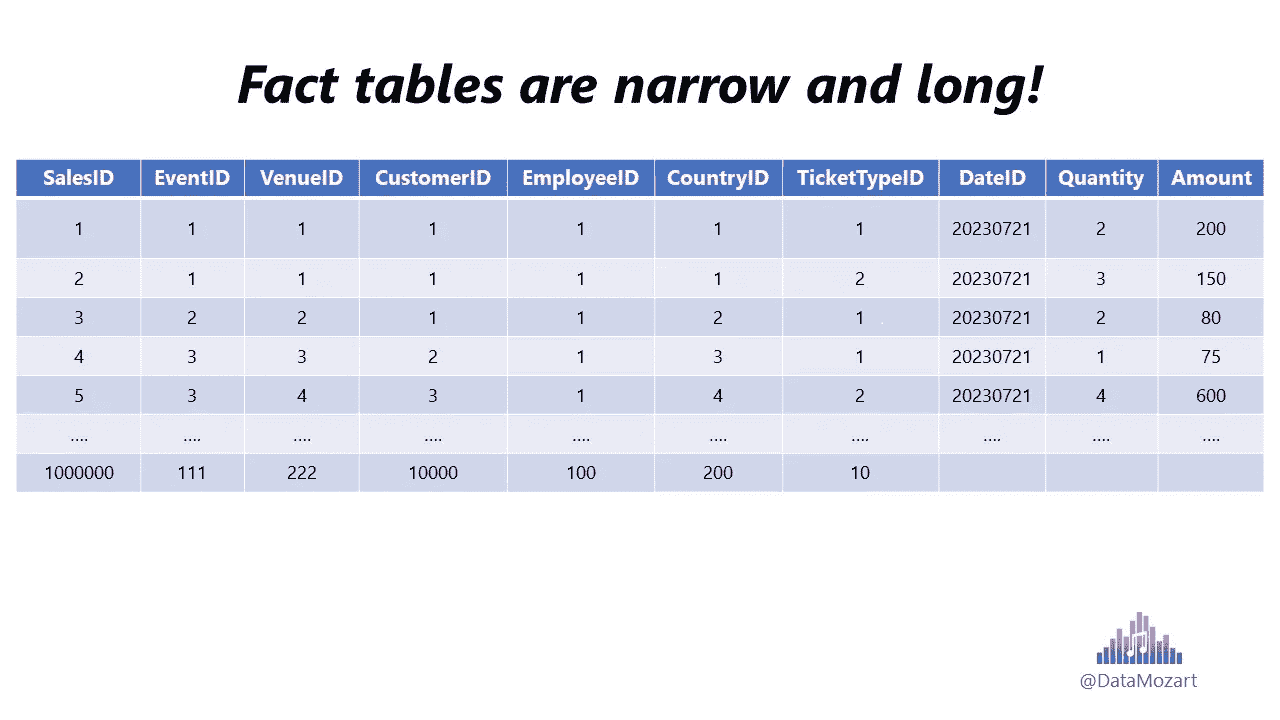 Fact tables are narrow and long!
SalesID EventID VenueID CustomerID EmployeeID CountryID TicketTypeID DateID Quantity Amount
1 1 1 1 1 1 1 20230721 2 200
2 1 1 1 1 1 2 20230721 3 150
3 2 2 1 1 2 1 20230721 2 80
4 3 3 2 1 3 1 20230721 1 75
5 3 4 3 1 4 2 20230721 4 600
.... .... .... .... .... .... .... .... .... ....
1000000 111 222 10000 100 200 10
@DataMozart